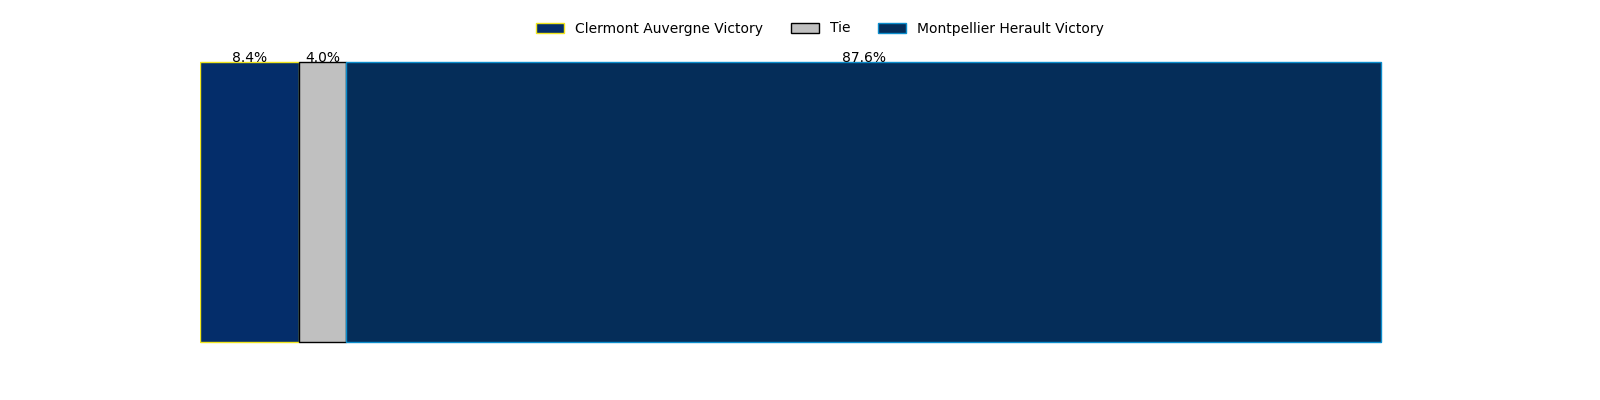 Clermont Auvergne Victory Tie Montpellier Herault Victory
8.4% 4.0% 87.6%